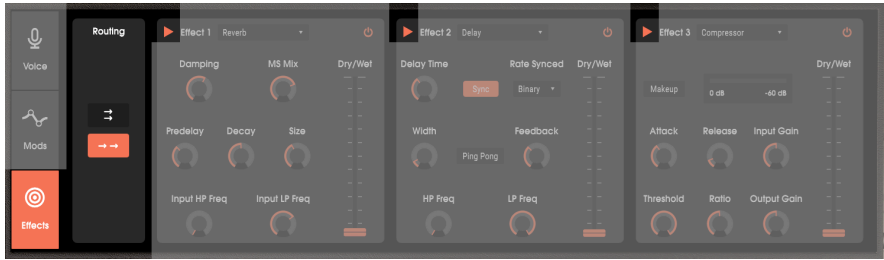 Voice
Mods
Effects
Routing
Effect 1 Reverb
Damping MS Mix Dry/Wet
Predelay Decay Size
Input HP Freq Input LP Freq
Effect 2 Delay
Delay Time Rate Synced Dry/Wet
Sync Binary
Width Feedback
Ping Pong
HP Freq LP Freq
Effect 3 Compressor
Dry/Wet
Makeup 0 dB -60 dB
Attack Release Input Gain
Threshold Ratio Output Gain